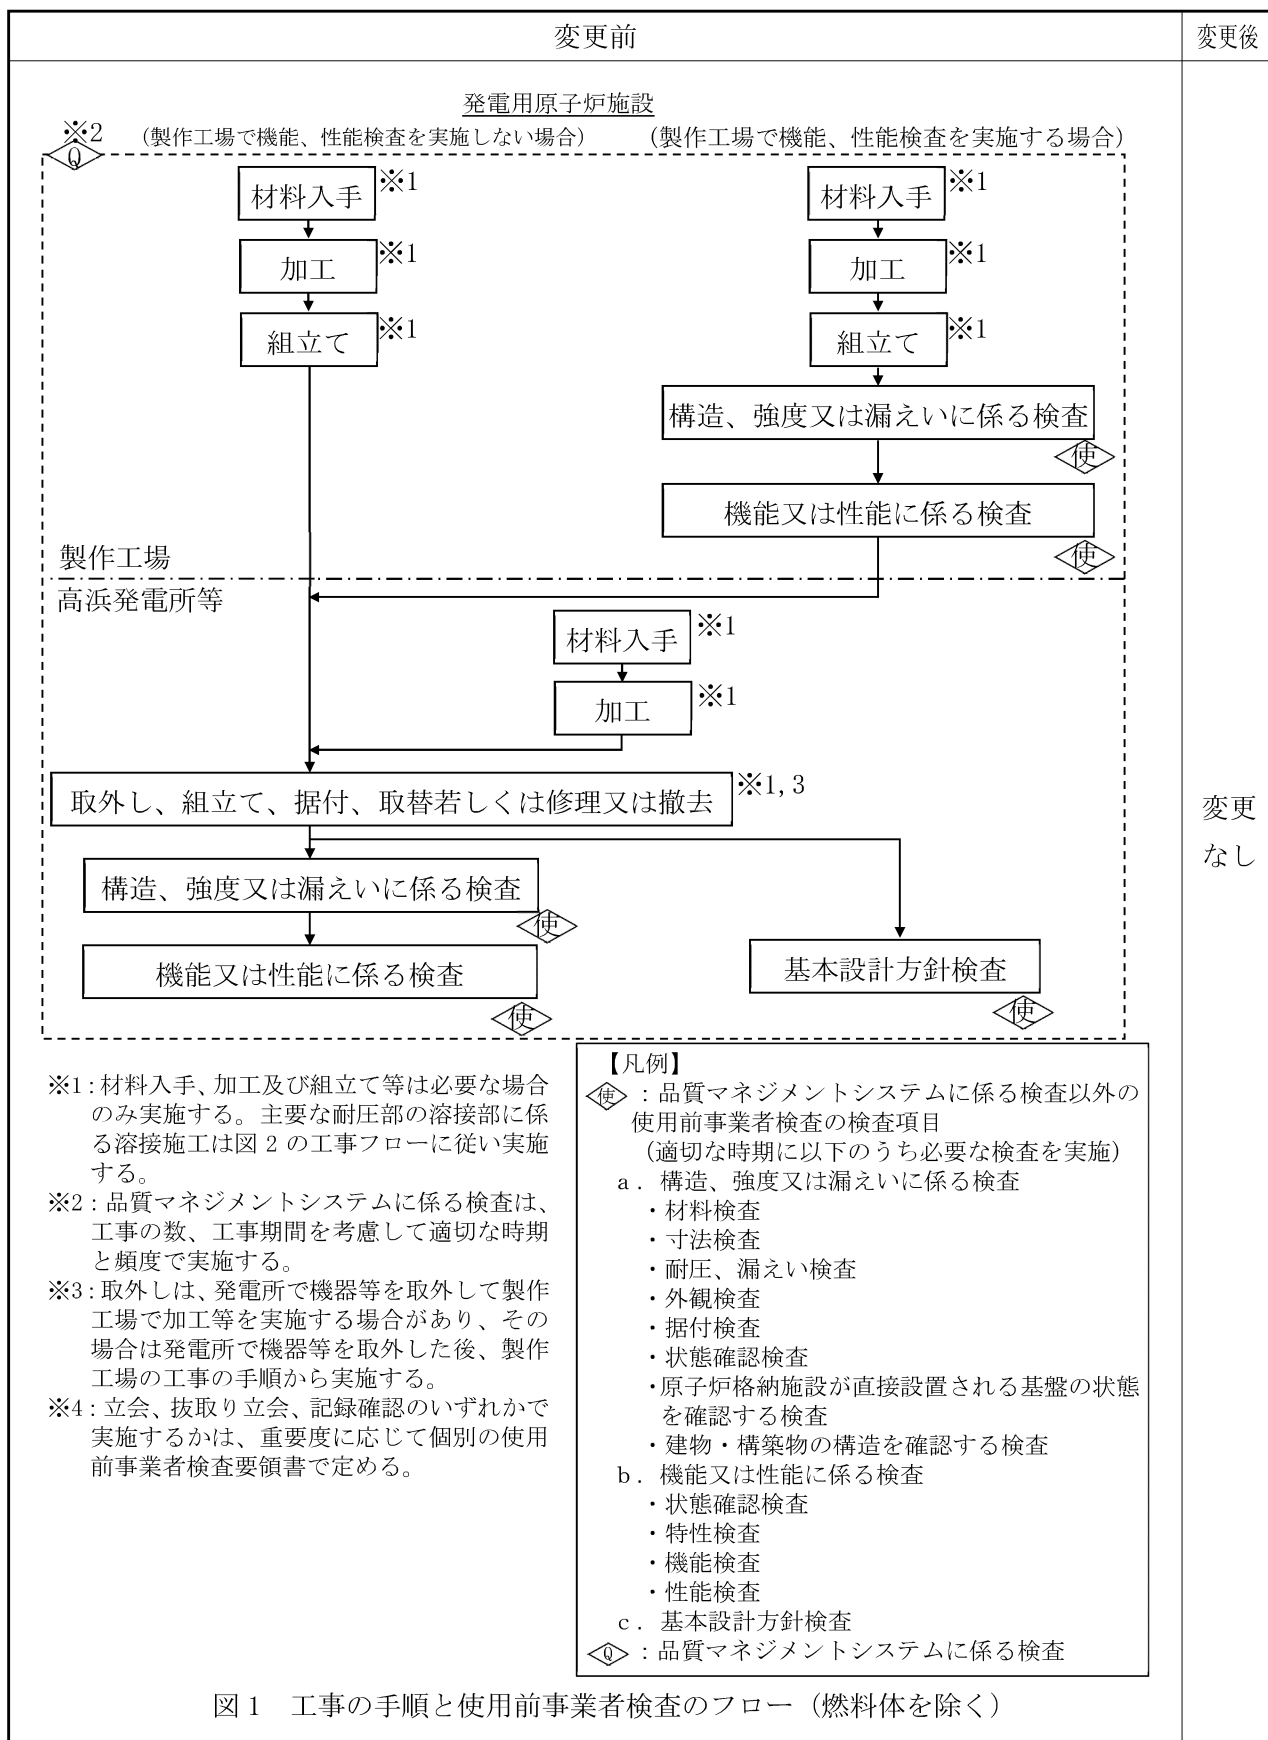 変更前
変更後
発電用原子炉施設
※2
(製作工場で機能、性能検査を実施しない場合)
(製作工場で機能、性能検査を実施する場合)
Q
材料入手
※1
材料入手
※1
加工
※1
加工
※1
組立て
※1
組立て
※1
構造、強度又は漏えいに係る検査
使
機能又は性能に係る検査
使
製作工場
高浜発電所等
材料入手
※1
加工
※1
取外し、組立て、据付、取替若しくは修理又は撤去
※1,3
構造、強度又は漏えいに係る検査
使
機能又は性能に係る検査
使
基本設計方針検査
使
変更
なし
※1:材料入手、加工及び組立て等は必要な場合
のみ実施する。主要な耐圧部の溶接部に係
る溶接施工は図2の工事フローに従い実施
する。
※2:品質マネジメントシステムに係る検査は、
工事の数、工事期間を考慮して適切な時期
と頻度で実施する。
※3:取外しは、発電所で機器等を取外して製作
工場で加工等を実施する場合があり、その
場合は発電所で機器等を取外した後、製作
工場の工事の手順から実施する。
※4:立会、抜取り立会、記録確認のいずれかで
実施するかは、重要度に応じて個別の使用
前事業者検査要領書で定める。
【凡例】
使:品質マネジメントシステムに係る検査以外の
使用前事業者検査の検査項目
(適切な時期に以下のうち必要な検査を実施)
a. 構造、強度又は漏えいに係る検査
・材料検査
・寸法検査
・耐圧、漏えい検査
・外観検査
・据付検査
・状態確認検査
・原子炉格納施設が直接設置される基盤の状態
を確認する検査
・建物・構築物の構造を確認する検査
b. 機能又は性能に係る検査
・状態確認検査
・特性検査
・機能検査
・性能検査
c. 基本設計方針検査
Q:品質マネジメントシステムに係る検査
図1 工事の手順と使用前事業者検査のフロー(燃料体を除く)